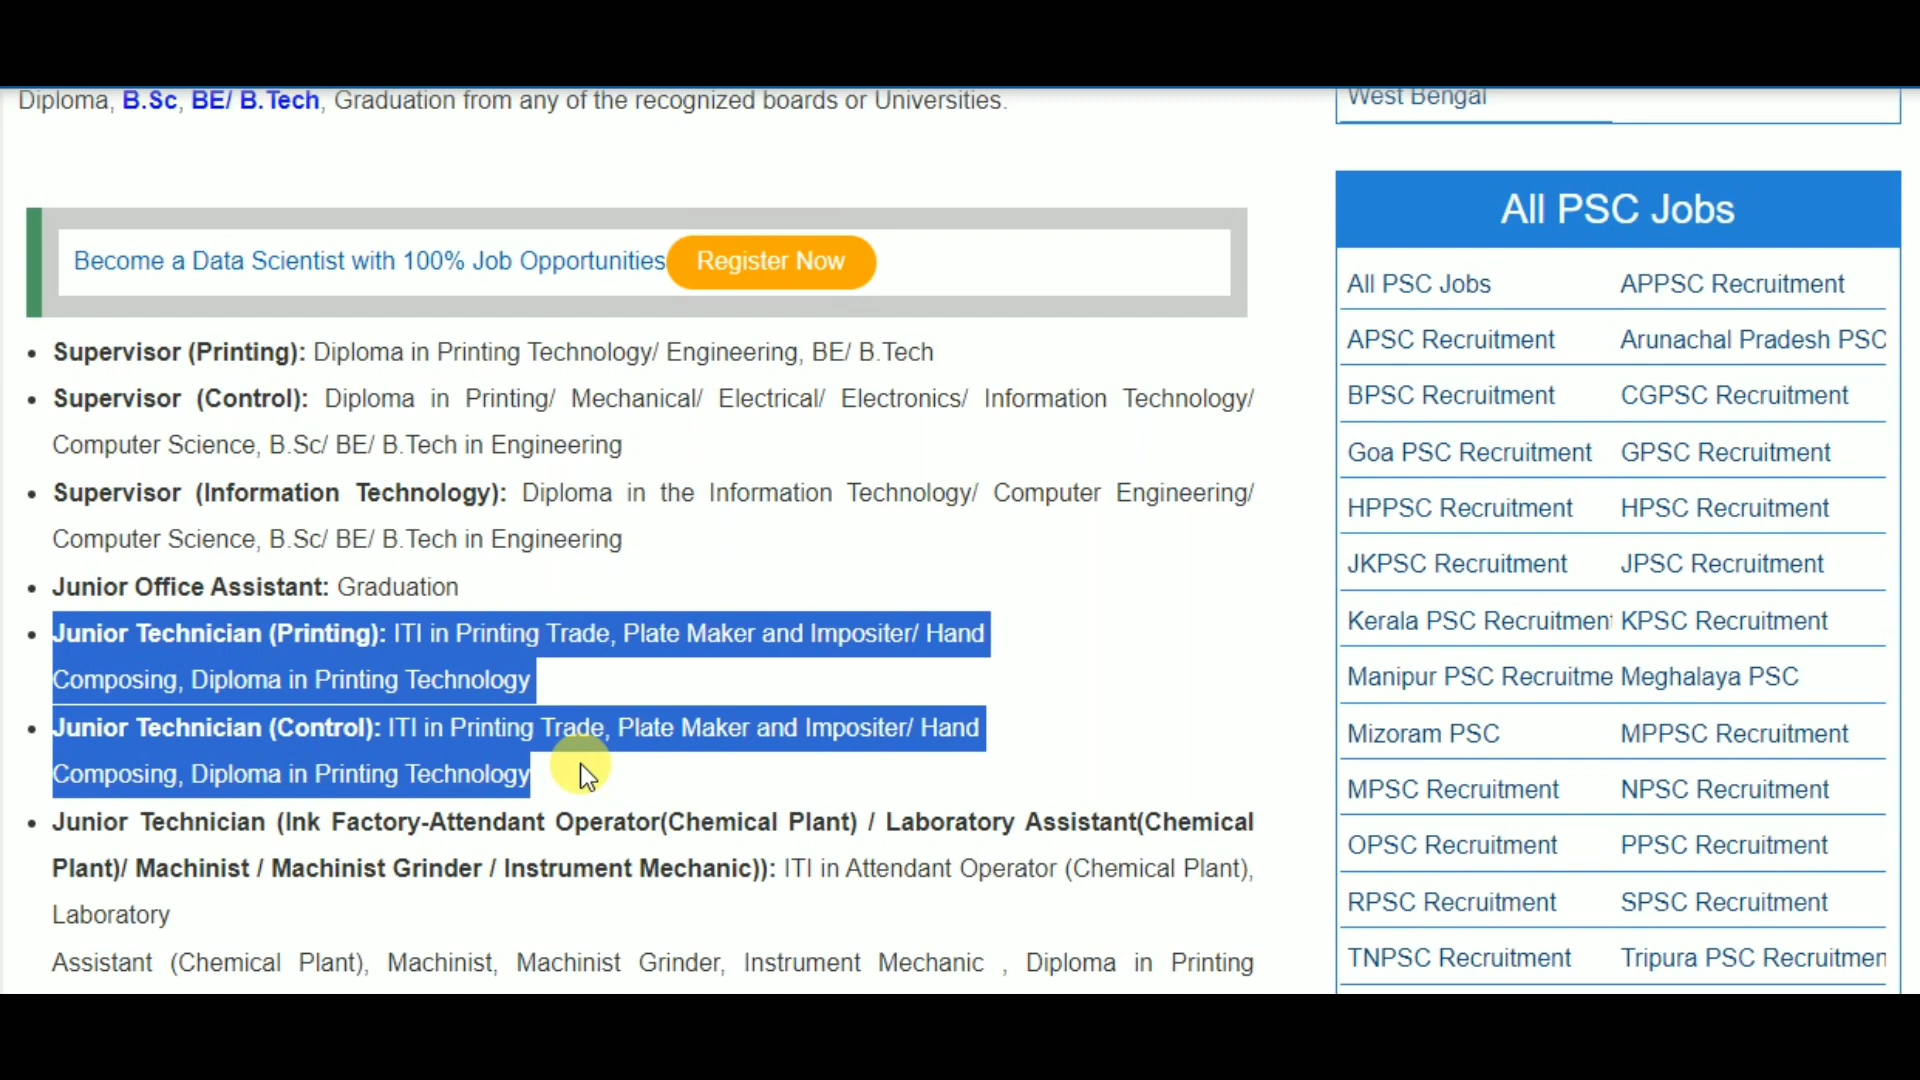 Diploma, B.Sc, BE/ B.Tech, Graduation from any of the recognized boards or Universities.
Become a Data Scientist with 100% Job Opportunities Register Now
• Supervisor (Printing): Diploma in Printing Technology/ Engineering, BE/ B.Tech
• Supervisor (Control): Diploma in Printing/ Mechanical/ Electrical/ Electronics/ Information Technology/
Computer Science, B.Sc/ BE/ B.Tech in Engineering
• Supervisor (Information Technology): Diploma in the Information Technology/ Computer Engineering/
Computer Science, B.Sc/ BE/ B.Tech in Engineering
• Junior Office Assistant: Graduation
• Junior Technician (Printing): ITI in Printing Trade, Plate Maker and Impositer/ Hand
Composing, Diploma in Printing Technology
• Junior Technician (Control): ITI in Printing Trade, Plate Maker and Impositer/ Hand
Composing, Diploma in Printing Technology
• Junior Technician (Ink Factory-Attendant Operator(Chemical Plant) / Laboratory Assistant(Chemical
Plant)/ Machinist / Machinist Grinder / Instrument Mechanic)): ITI in Attendant Operator (Chemical Plant),
Laboratory
Assistant (Chemical Plant), Machinist, Machinist Grinder, Instrument Mechanic , Diploma in Printing
West Bengal
All PSC Jobs
All PSC Jobs APPSC Recruitment
APSC Recruitment Arunachal Pradesh PSC
BPSC Recruitment CGPSC Recruitment
Goa PSC Recruitment GPSC Recruitment
HPPSC Recruitment HPSC Recruitment
JKPSC Recruitment JPSC Recruitment
Kerala PSC Recruitment KPSC Recruitment
Manipur PSC Recruitme Meghalaya PSC
Mizoram PSC MPPSC Recruitment
MPSC Recruitment NPSC Recruitment
OPSC Recruitment PPSC Recruitment
RPSC Recruitment SPSC Recruitment
TNPSC Recruitment Tripura PSC Recruitmen